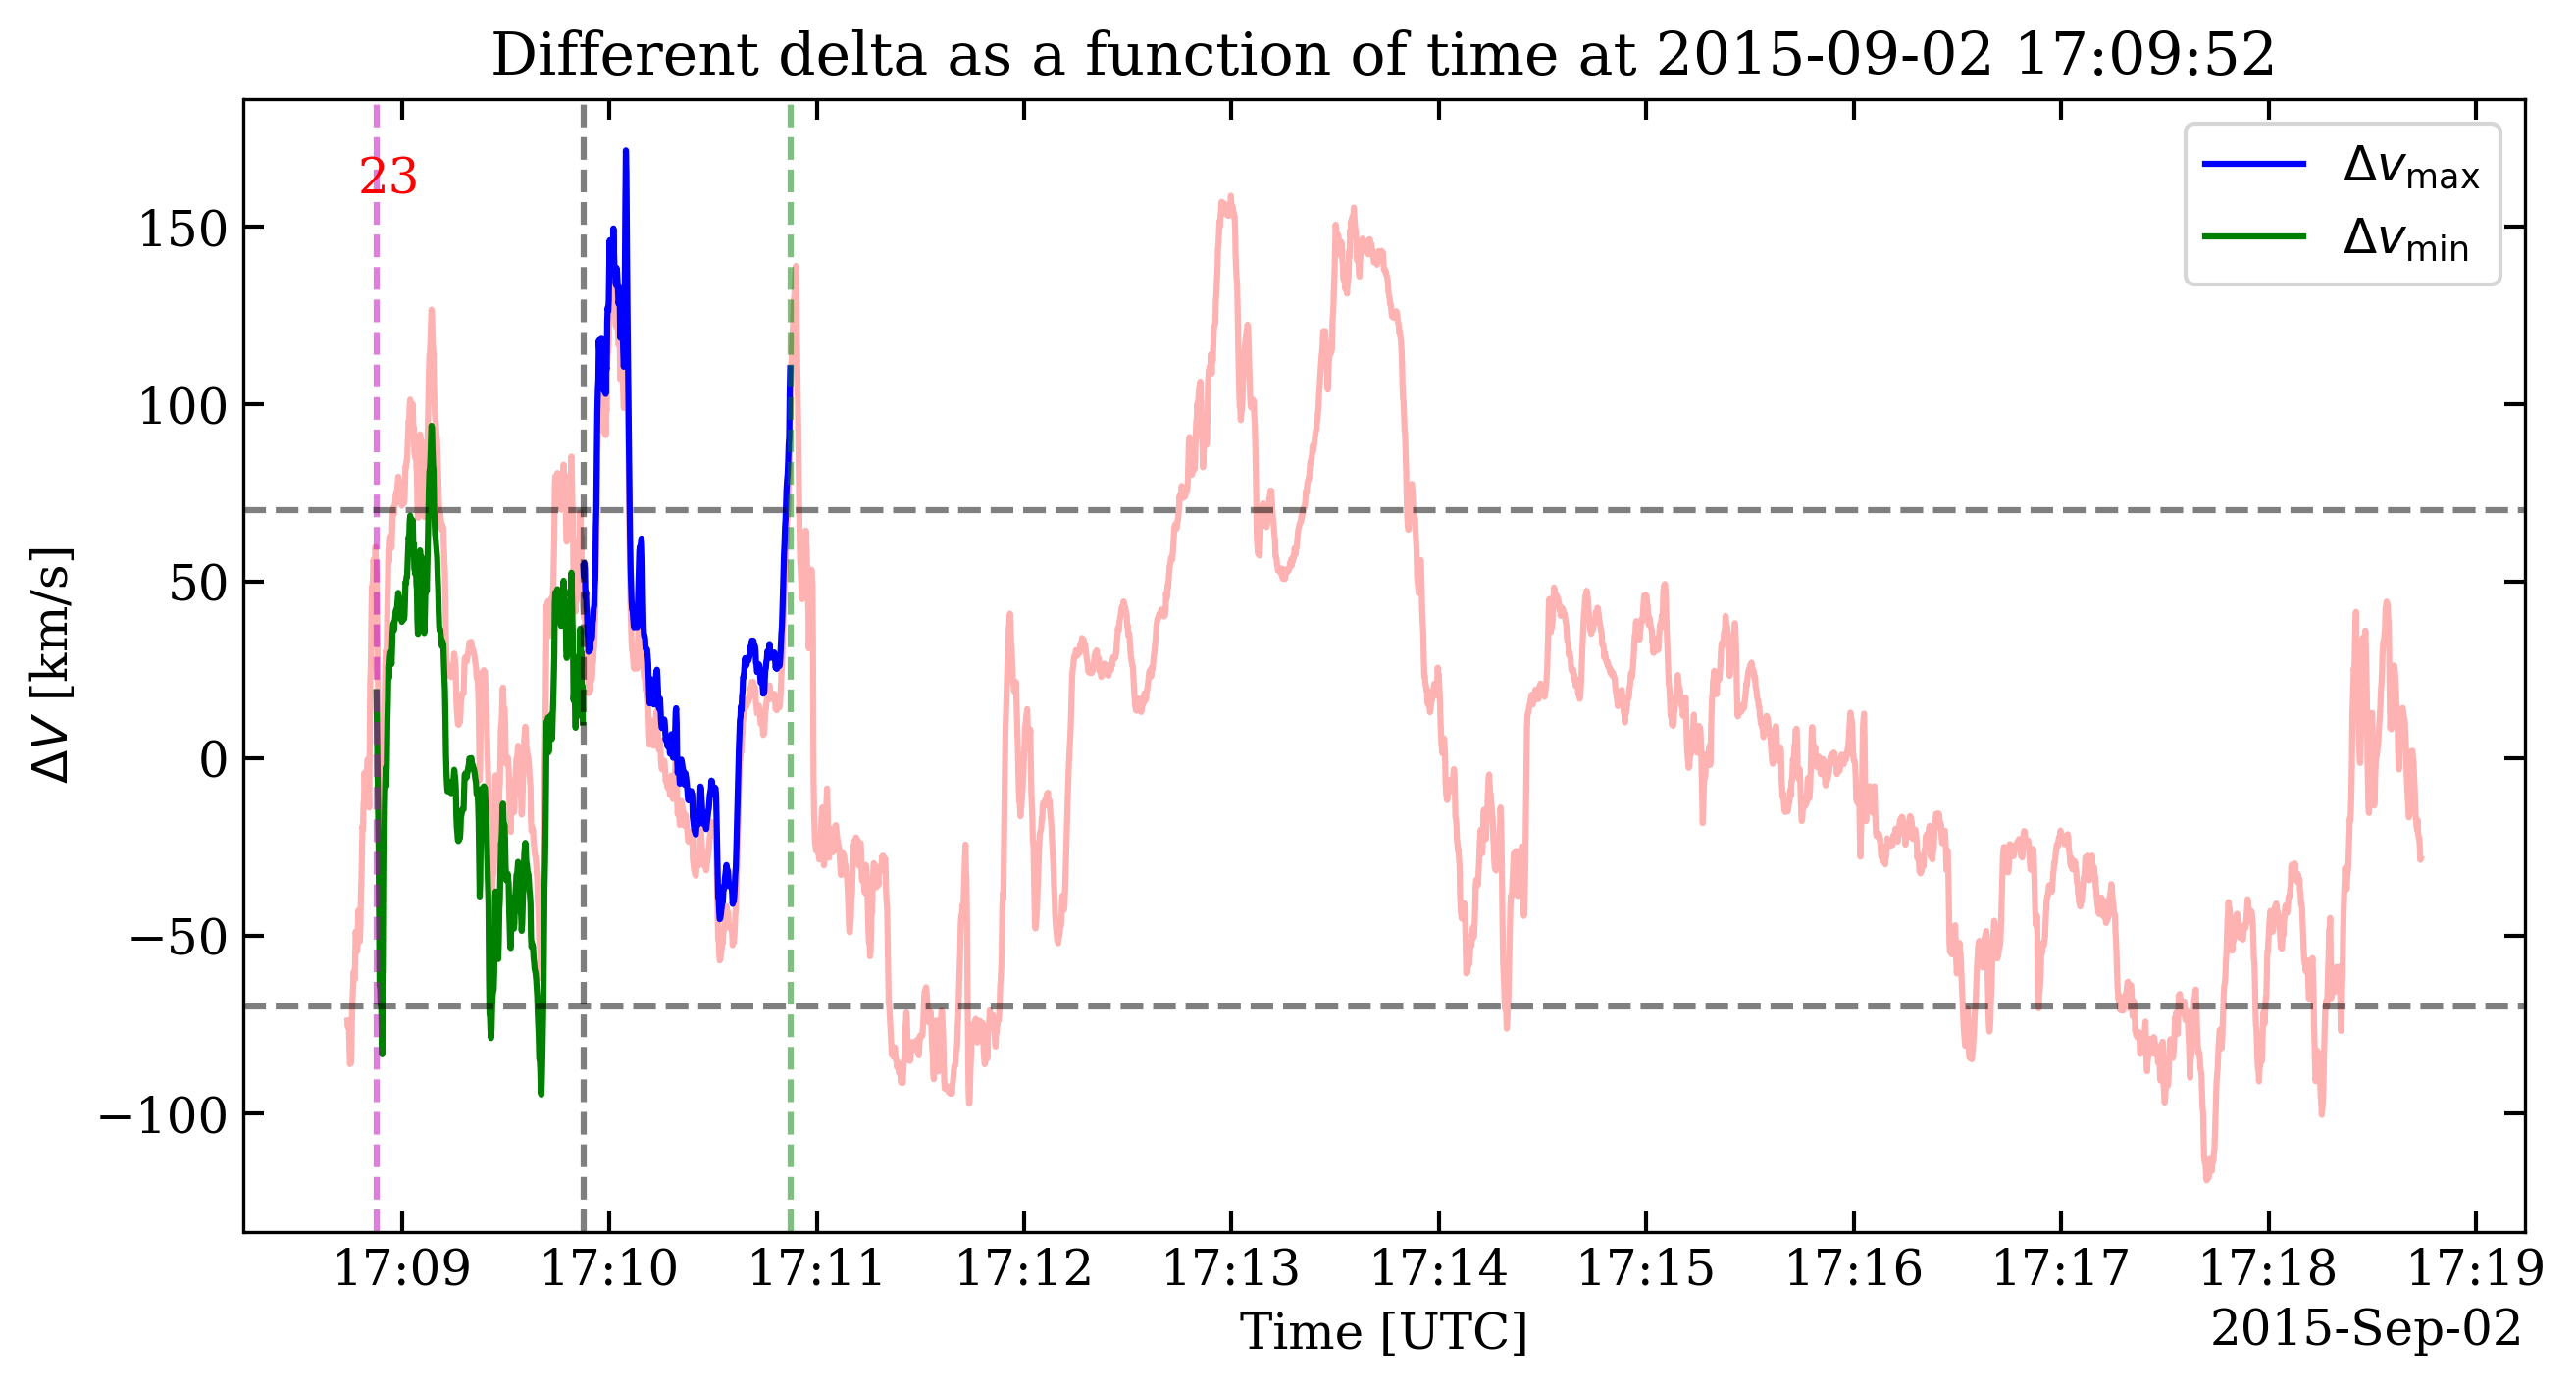 Different delta as a function of time at 2015-09-02 17:09:52
23
Δv_max
Δv_min
150
100
50
0
−50
−100
ΔV [km/s]
17:09 17:10 17:11 17:12 17:13 17:14 17:15 17:16 17:17 17:18 17:19
Time [UTC]
2015-Sep-02